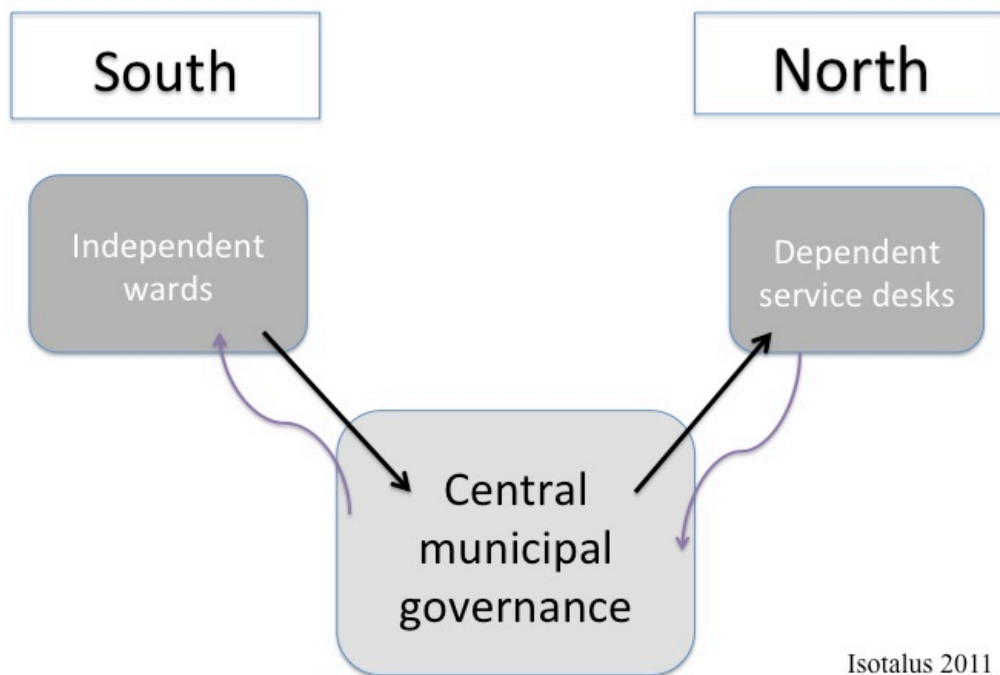 South
North
Independent
wards
Dependent
service desks
Central
municipal
governance
Isotalus 2011